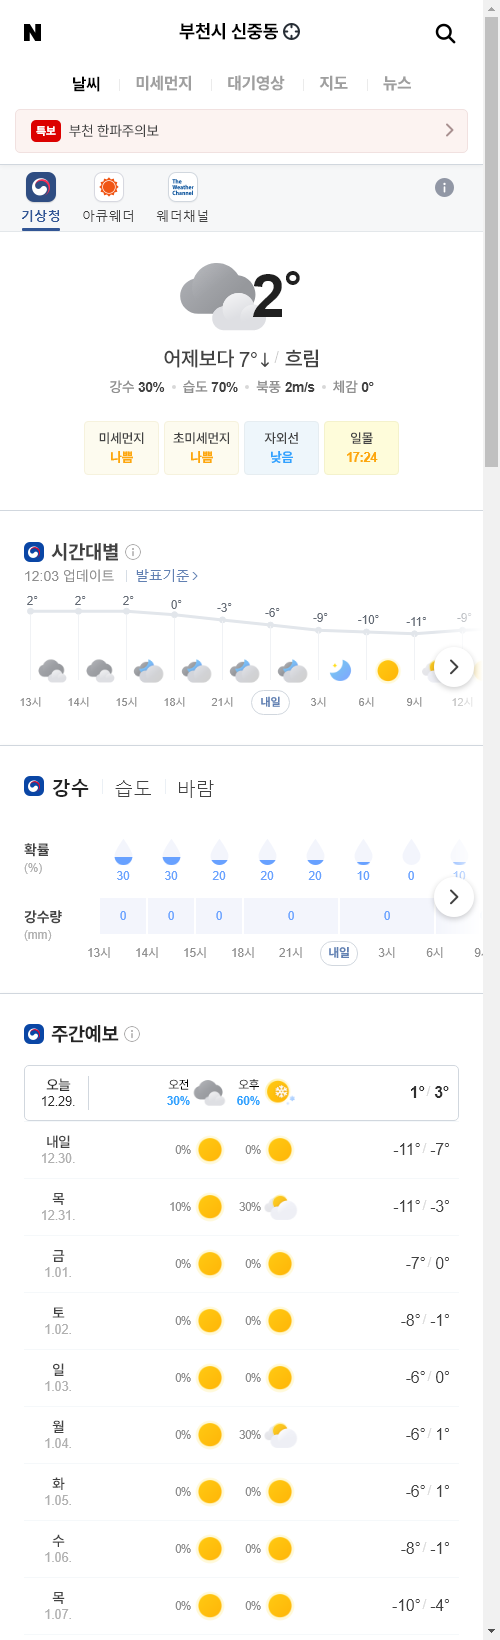 N
부천시 신중동
날씨 미세먼지 대기영상 지도 뉴스
특보 부천 한파주의보
The Weather Channel
기상청 아큐웨더 웨더채널
2°
어제보다 7°↓ / 흐림
강수 30% • 습도 70% • 북풍 2m/s • 체감 0°
미세먼지 초미세먼지 자외선 일몰
나쁨 나쁨 낮음 17:24
시간대별
12:03 업데이트 발표기준 >
2° 2° 2° 0° -3° -6° -9° -10° -11° -9°
13시 14시 15시 18시 21시 내일 3시 6시 9시 12시
강수 습도 바람
확률
(%)
30 30 20 20 20 10 0 10
강수량
(mm)
0 0 0 0 0
13시 14시 15시 18시 21시 내일 3시 6시
주간예보
오늘 12.29. 오전 30% 오후 60% 1° / 3°
내일 12.30. 0% 0% -11° / -7°
목 12.31. 10% 30% -11° / -3°
금 1.01. 0% 0% -7° / 0°
토 1.02. 0% 0% -8° / -1°
일 1.03. 0% 0% -6° / 0°
월 1.04. 0% 30% -6° / 1°
화 1.05. 0% 0% -6° / 1°
수 1.06. 0% 0% -8° / -1°
목 1.07. 0% 0% -10° / -4°